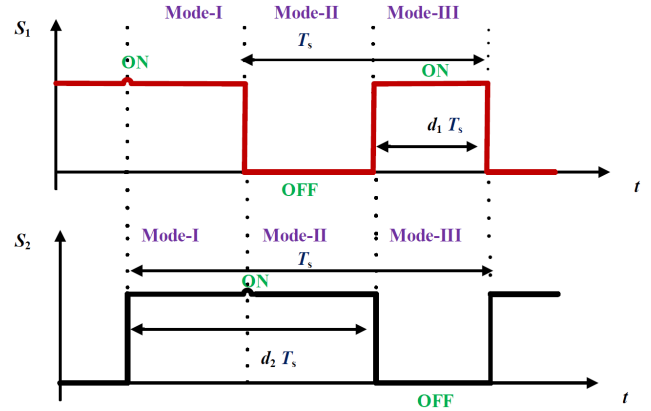 Mode-I Mode-II Mode-III
S1
Ts
ON
ON
d1 Ts
OFF
t
Mode-I Mode-II Mode-III
S2
Ts
ON
d2 Ts
OFF
t